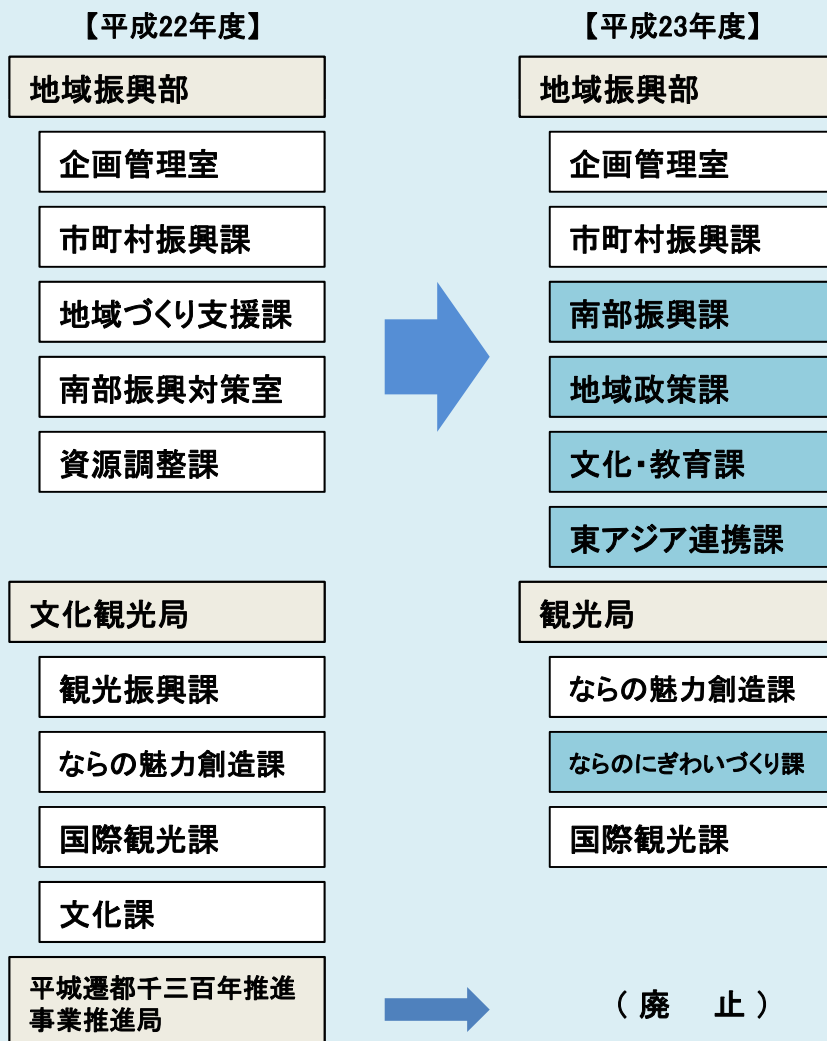 【平成22年度】
地域振興部
企画管理室
市町村振興課
地域づくり支援課
南部振興対策室
資源調整課
文化観光局
観光振興課
ならの魅力創造課
国際観光課
文化課
平城遷都千三百年推進
事業推進局
【平成23年度】
地域振興部
企画管理室
市町村振興課
南部振興課
地域政策課
文化・教育課
東アジア連携課
観光局
ならの魅力創造課
ならのにぎわいづくり課
国際観光課
（ 廃　止 ）